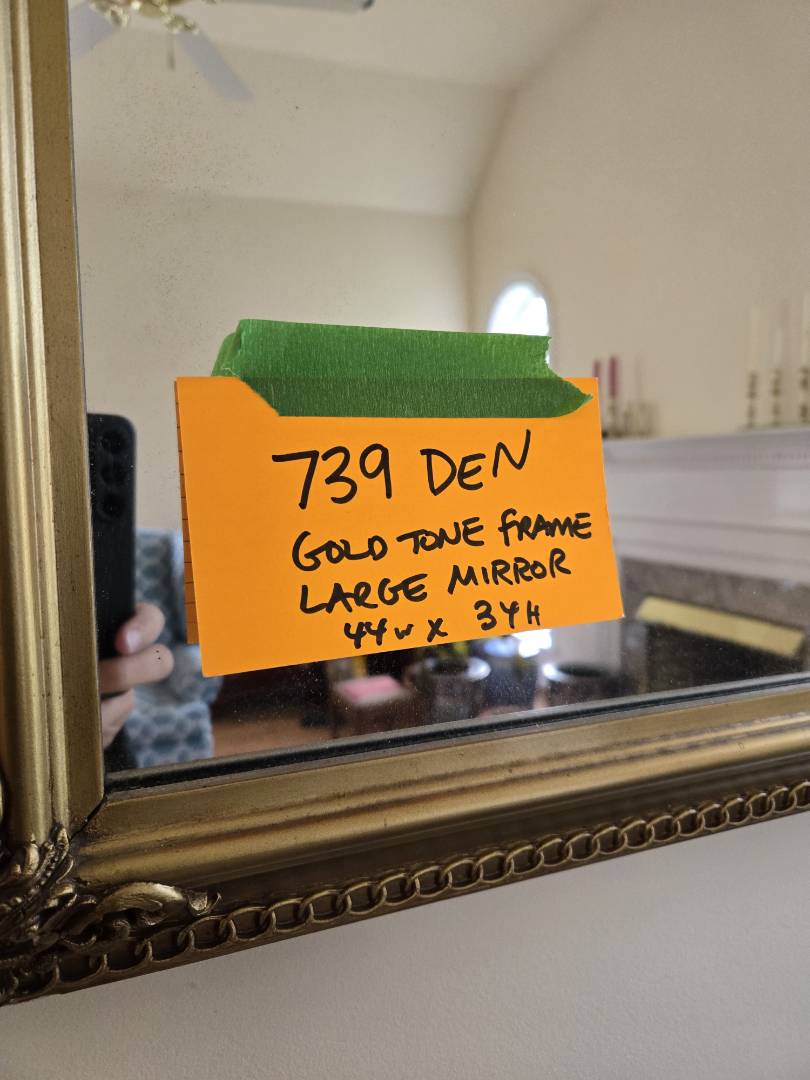 739 DEN
GOLD TONE FRAME
LARGE MIRROR
44W X 34H